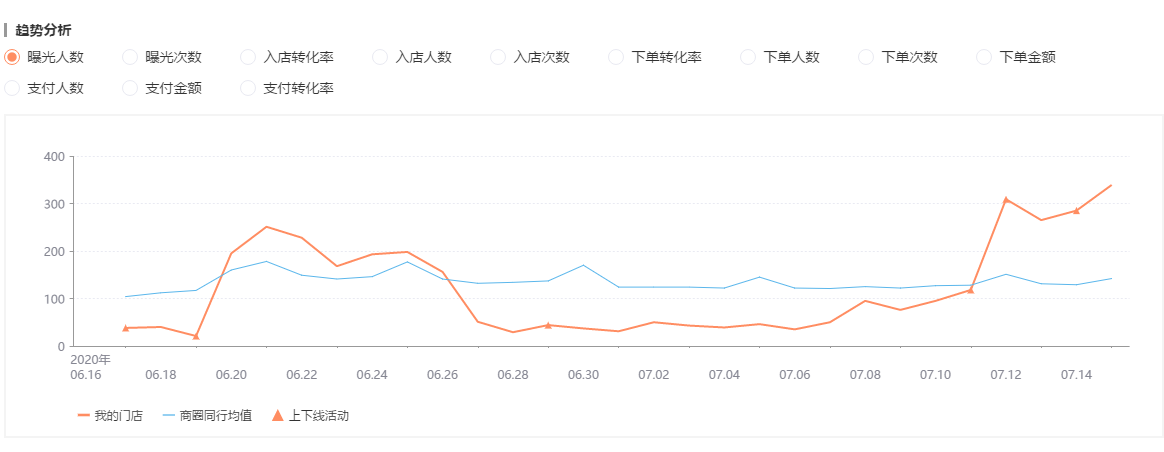 趋势分析
曝光人数 曝光次数 入店转化率 入店人数 入店次数 下单转化率 下单人数 下单次数 下单金额
支付人数 支付金额 支付转化率
400
300
200
100
0
2020年
06.16 06.18 06.20 06.22 06.24 06.26 06.28 06.30 07.02 07.04 07.06 07.08 07.10 07.12 07.14
我的门店 商圈同行均值 上下线活动